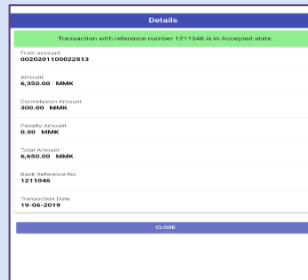 Details
Transaction with reference number 1211046 is in Accepted state.
From account
0020201100022813
Amount
6,350.00 MMK
Commission Amount
300.00 MMK
Penalty Amount
0.00 MMK
Total Amount
6,650.00 MMK
Bank Reference No.
1211046
Transaction Date
19-06-2019
CLOSE